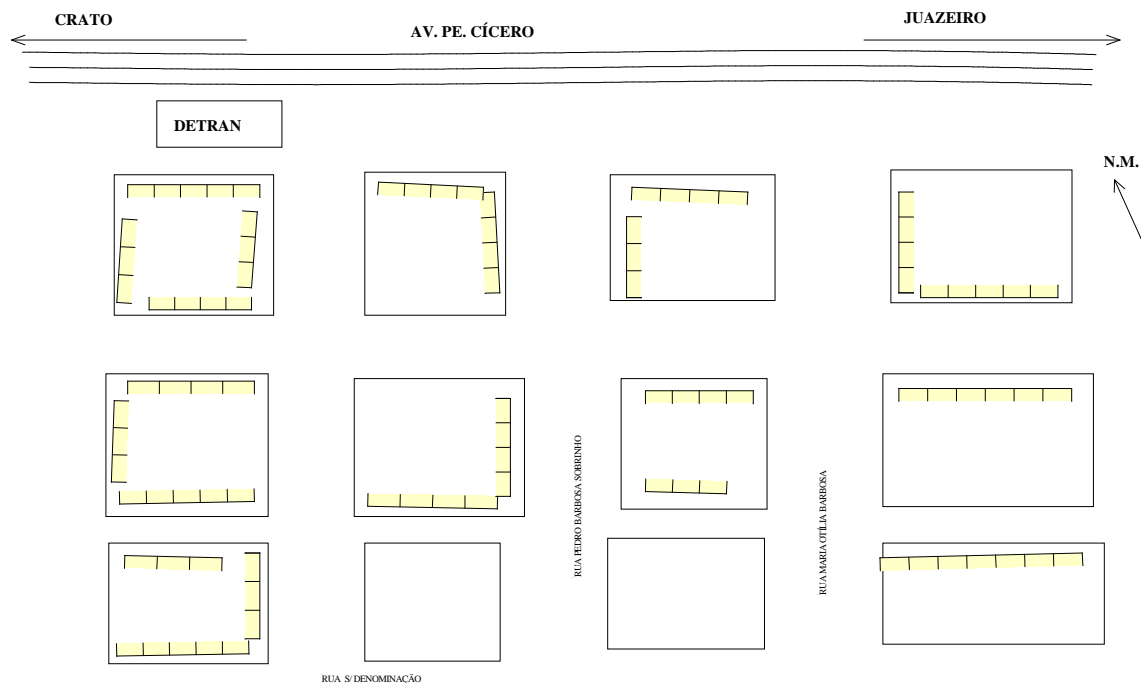 CRATO
AV. PE. CÍCERO
JUAZEIRO
DETRAN
N.M.
RUA PEDRO BARBOSA SOBRINHO
RUA MARIA OTÍLIA BARBOSA
RUA S/ DENOMINAÇÃO